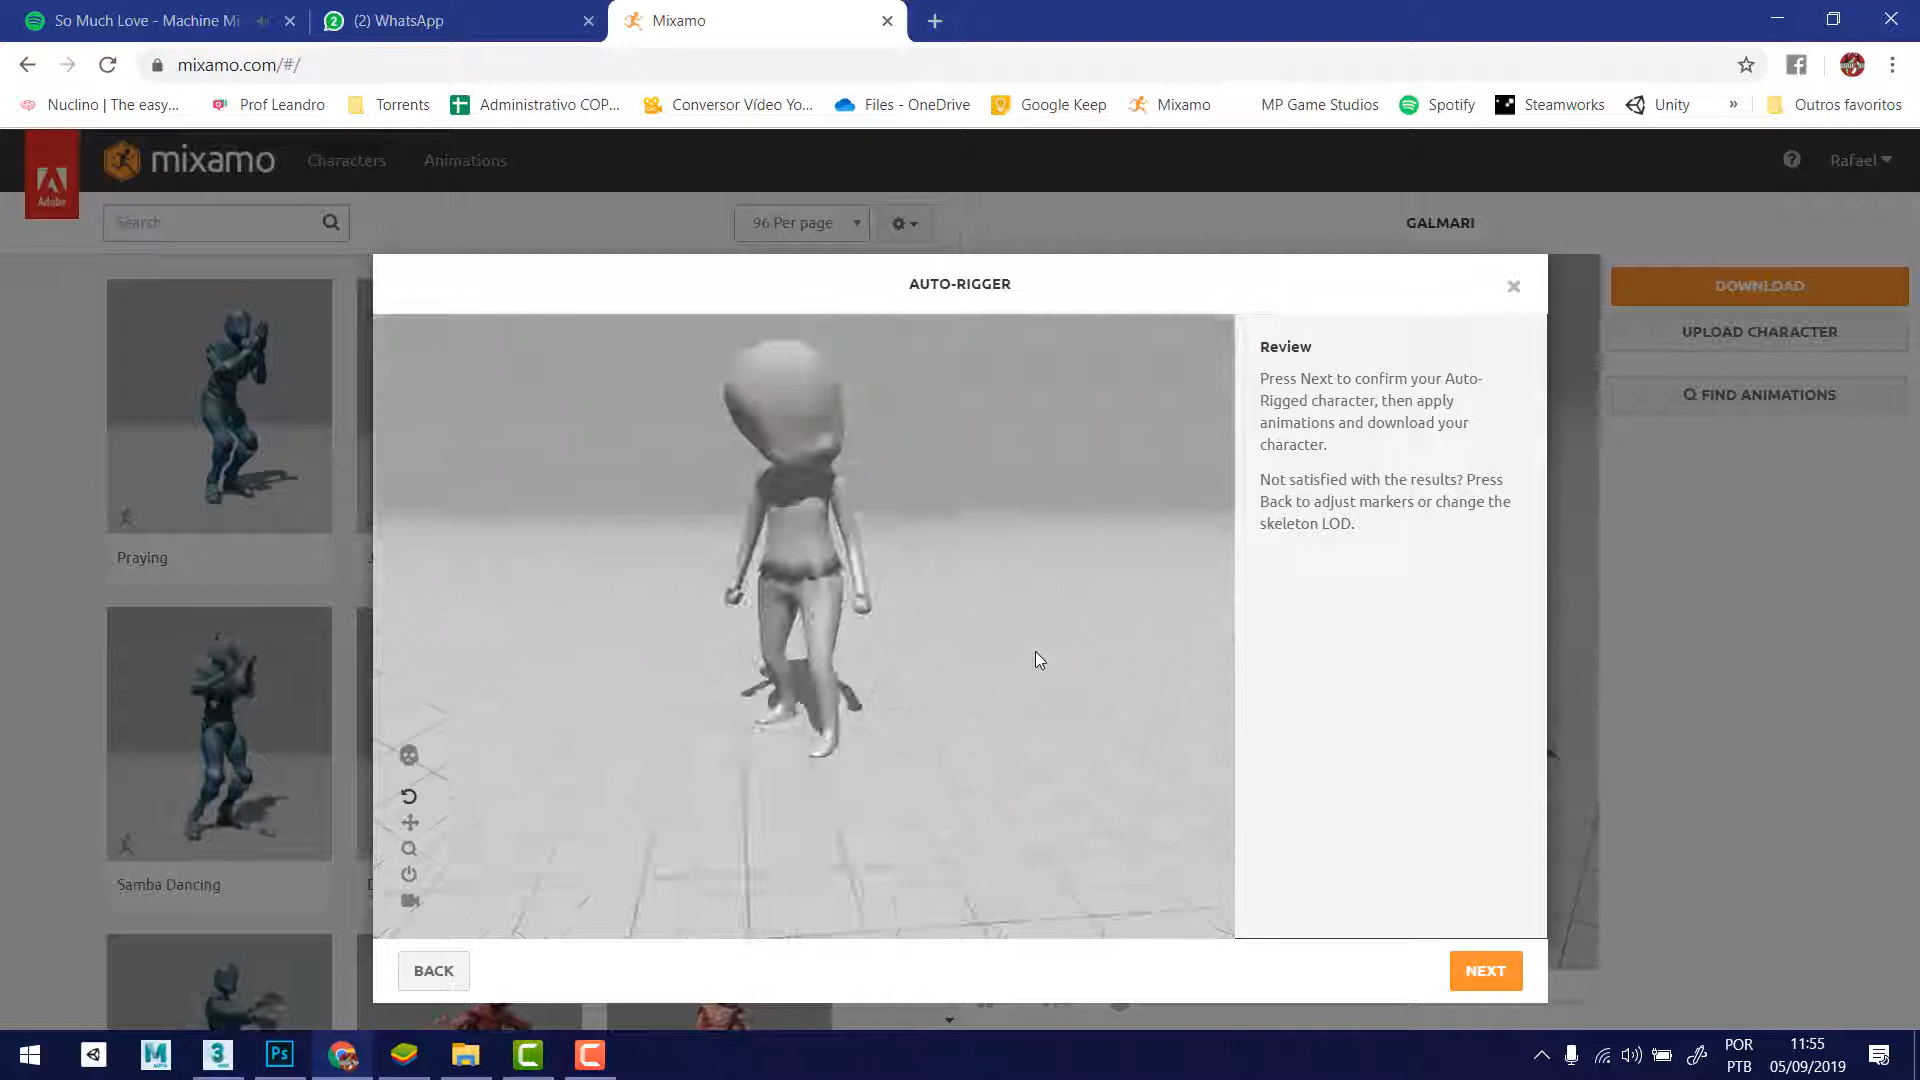 So Much Love - Machine Mi
(2) WhatsApp
Mixamo
mixamo.com/#/
Nuclino | The easy...
Prof Leandro
Torrents
Administrativo COP...
Conversor Vídeo Yo...
Files - OneDrive
Google Keep
Mixamo
MP Game Studios
Spotify
Steamworks
Unity
»
Outros favoritos
Adobe
mixamo
Characters
Animations
Rafael
Search
96 Per page
GALMARI
AUTO-RIGGER
DOWNLOAD
UPLOAD CHARACTER
FIND ANIMATIONS
Review
Press Next to confirm your Auto-
Rigged character, then apply
animations and download your
character.
Not satisfied with the results? Press
Back to adjust markers or change the
skeleton LOD.
Praying
Samba Dancing
BACK
NEXT
Ps
POR
PTB
11:55
05/09/2019